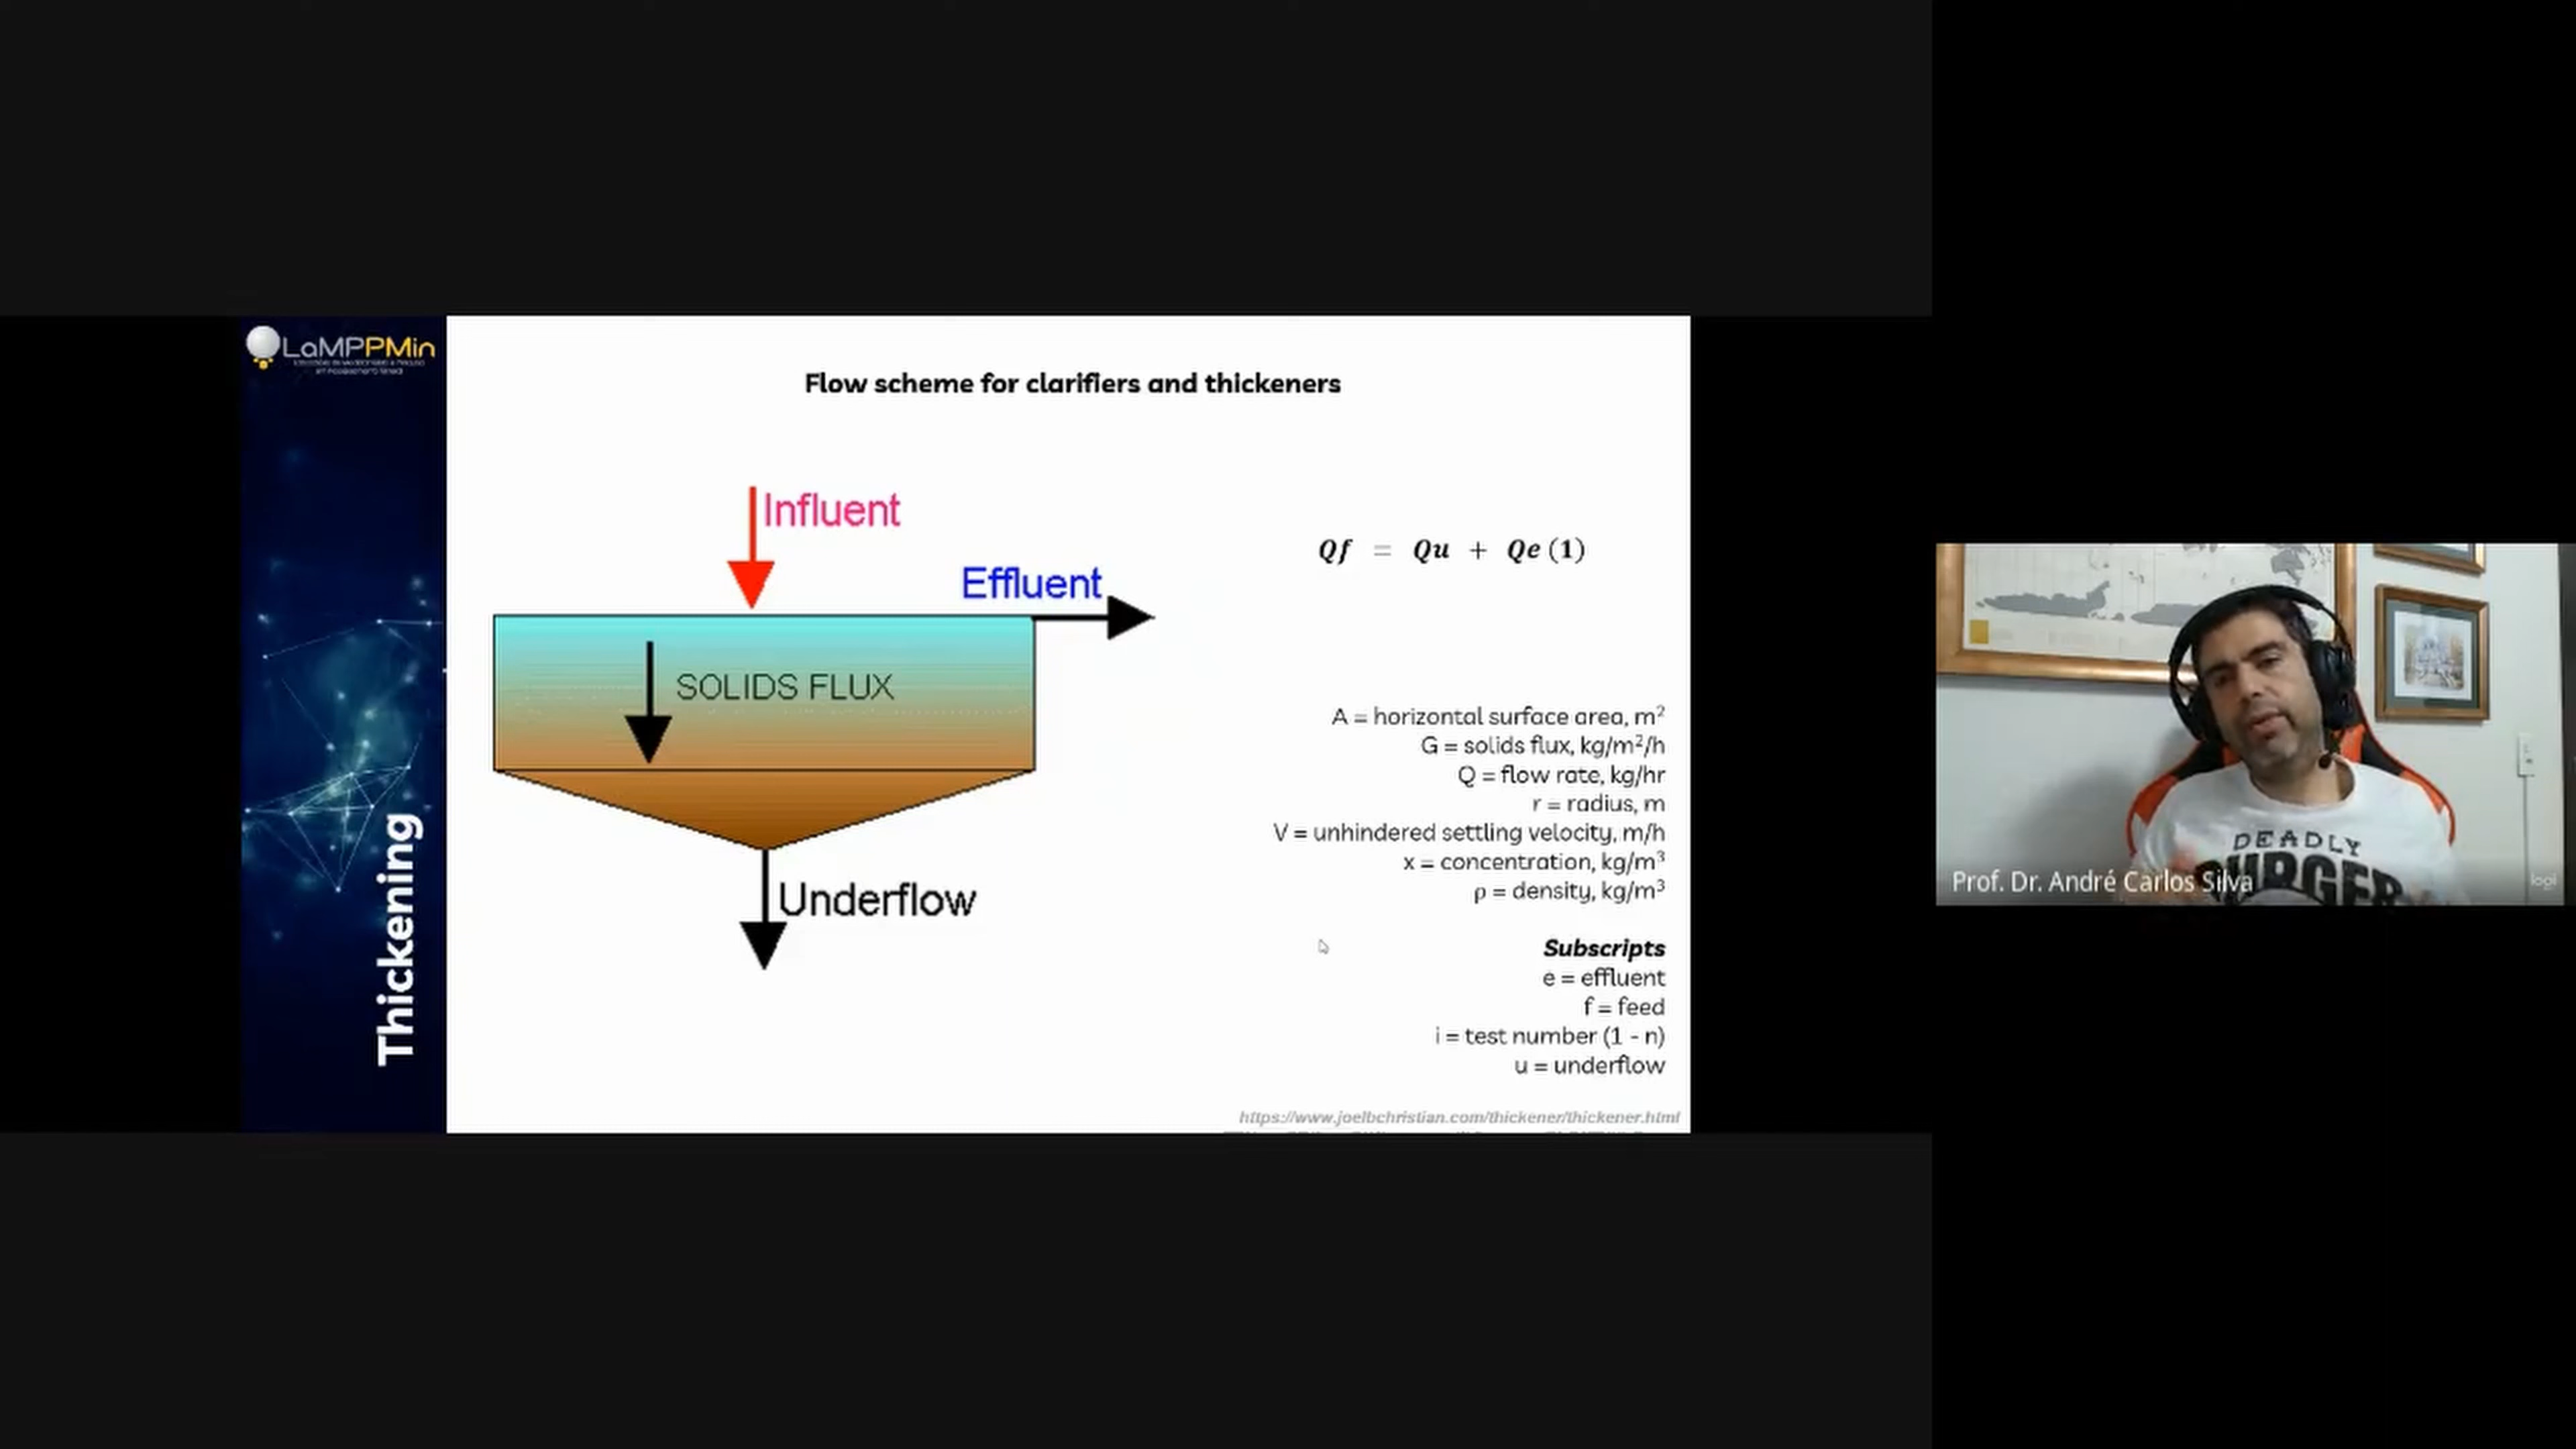 LaMPPMin
Thickening
Flow scheme for clarifiers and thickeners
Influent
Effluent
SOLIDS FLUX
Underflow
Qf = Qu + Qe (1)
A = horizontal surface area, m²
G = solids flux, kg/m²/h
Q = flow rate, kg/hr
r = radius, m
V = unhindered settling velocity, m/h
x = concentration, kg/m³
ρ = density, kg/m³
Subscripts
e = effluent
f = feed
i = test number (1 - n)
u = underflow
https://www.joelbchristian.com/thickener/thickener.html
DEADLY
Prof. Dr. André Carlos Silva
logi